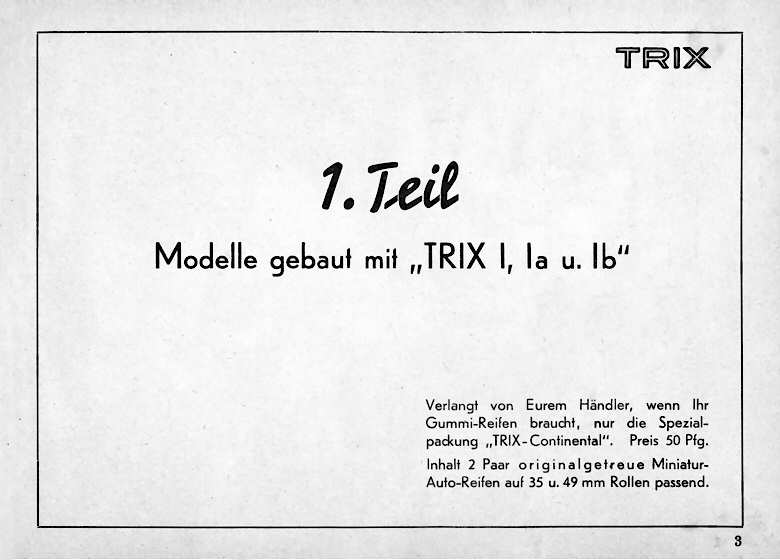 TRIX
1. Teil
Modelle gebaut mit „TRIX I, Ia u. Ib“
Verlangt von Eurem Händler, wenn Ihr
Gummi-Reifen braucht, nur die Spezial-
packung „TRIX-Continental“. Preis 50 Pfg.
Inhalt 2 Paar originalgetreue Miniatur-
Auto-Reifen auf 35 u. 49 mm Rollen passend.
3